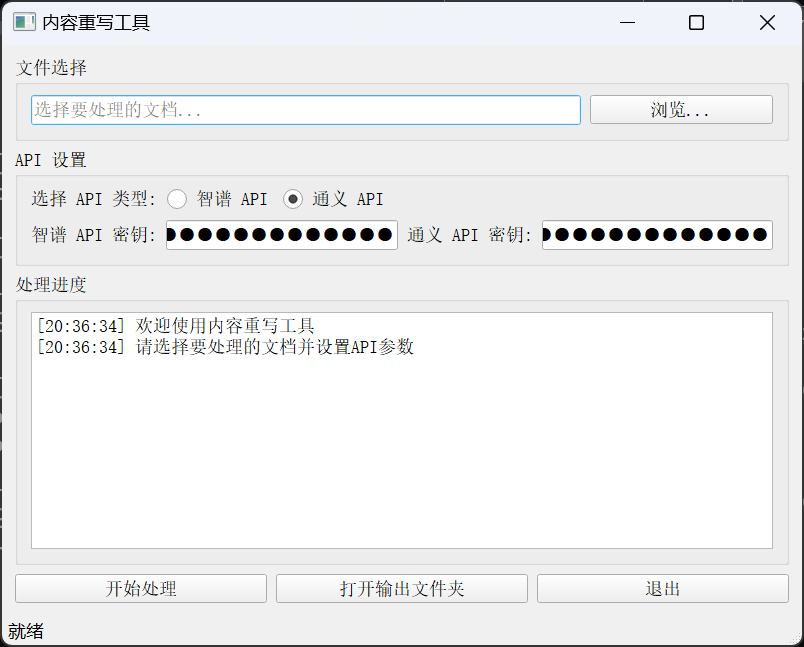 内容重写工具
文件选择
选择要处理的文档... 浏览...
API 设置
选择 API 类型: 智谱 API 通义 API
智谱 API 密钥: 通义 API 密钥:
处理进度
[20:36:34] 欢迎使用内容重写工具
[20:36:34] 请选择要处理的文档并设置API参数
开始处理 打开输出文件夹 退出
就绪